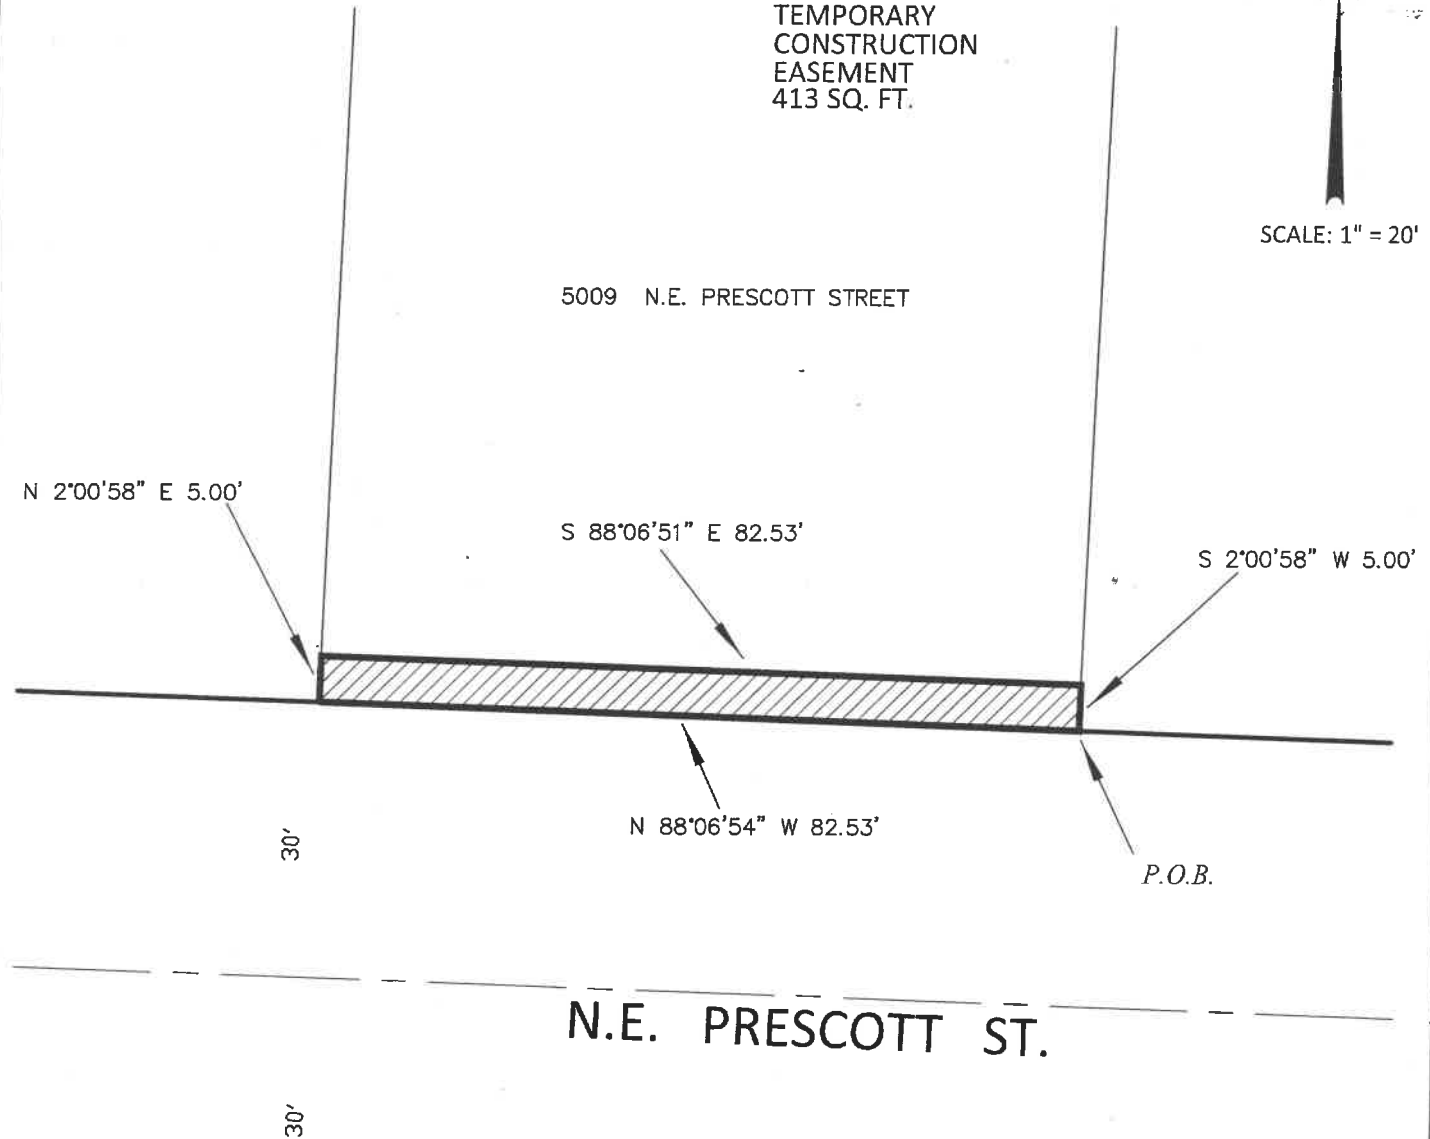 TEMPORARY
CONSTRUCTION
EASEMENT
413 SQ. FT.
SCALE: 1" = 20'
5009 N.E. PRESCOTT STREET
N 2°00'58" E 5.00'
S 88°06'51" E 82.53'
S 2°00'58" W 5.00'
N 88°06'54" W 82.53'
30'
P.O.B.
N.E. PRESCOTT ST.
30'